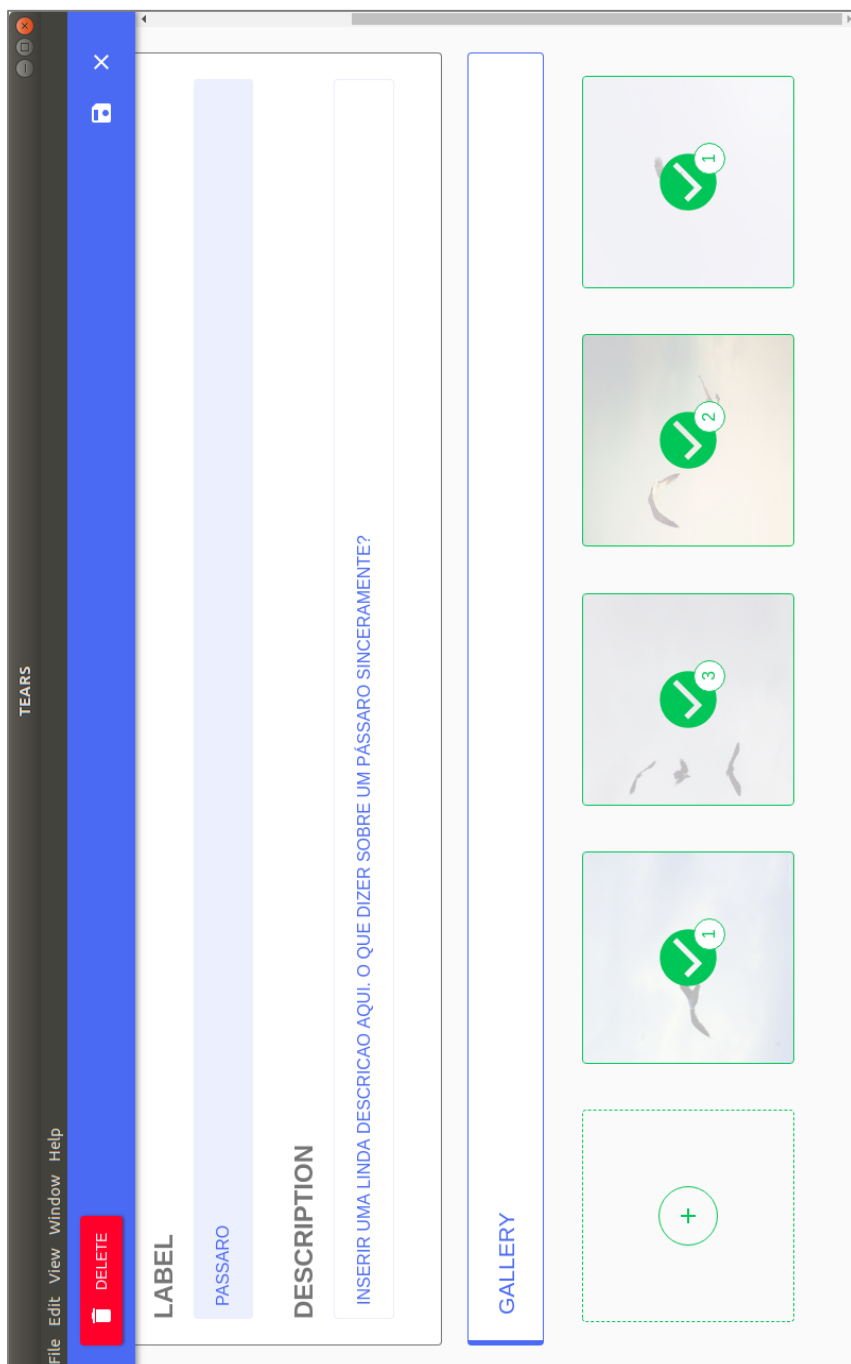 TEARS
File Edit View Window Help
DELETE
LABEL
PASSARO
DESCRIPTION
INSERIR UMA LINDA DESCRICAO AQUI. O QUE DIZER SOBRE UM PÁSSARO SINCERAMENTE?
GALLERY
1
3
2
1